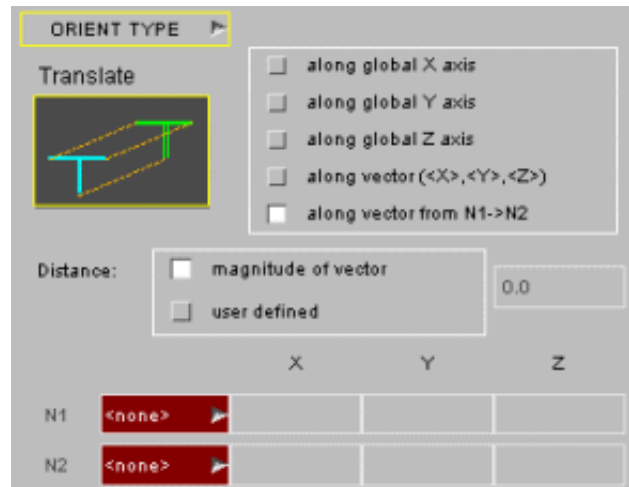 ORIENT TYPE
Translate
along global X axis
along global Y axis
along global Z axis
along vector (<X>,<Y>,<Z>)
along vector from N1->N2
Distance:
magnitude of vector
user defined
0.0
X Y Z
N1 <none>
N2 <none>